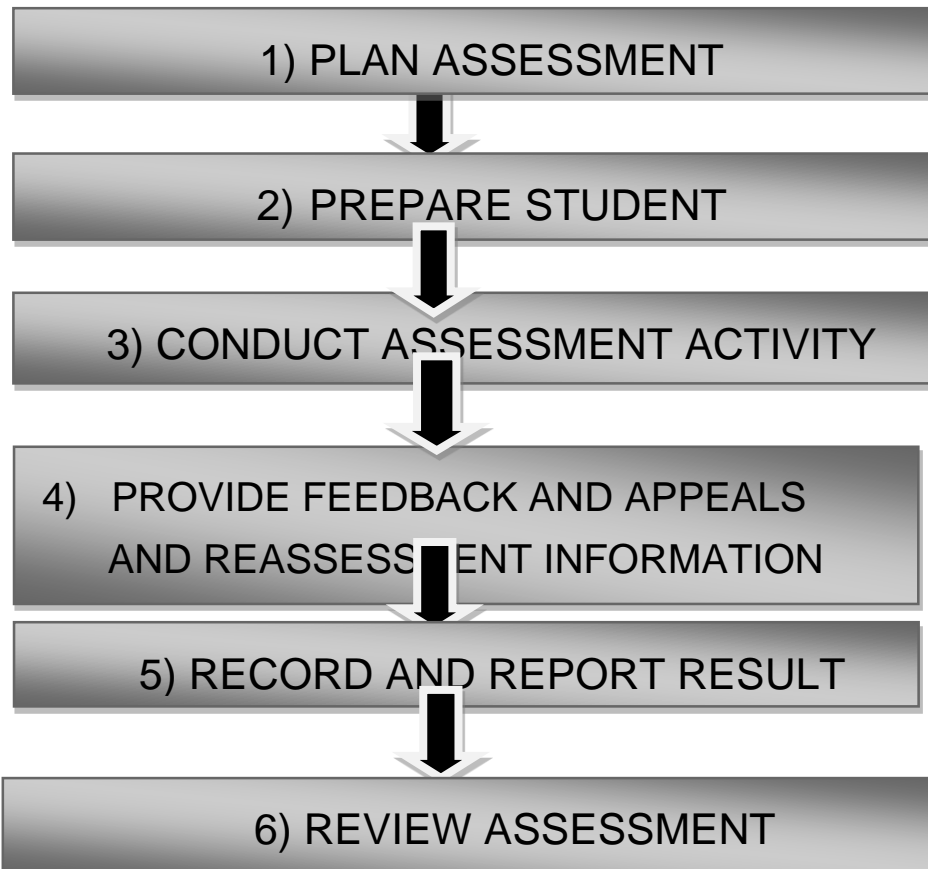 1) PLAN ASSESSMENT
2) PREPARE STUDENT
3) CONDUCT ASSESSMENT ACTIVITY
4) PROVIDE FEEDBACK AND APPEALS
AND REASSESSMENT INFORMATION
5) RECORD AND REPORT RESULT
6) REVIEW ASSESSMENT